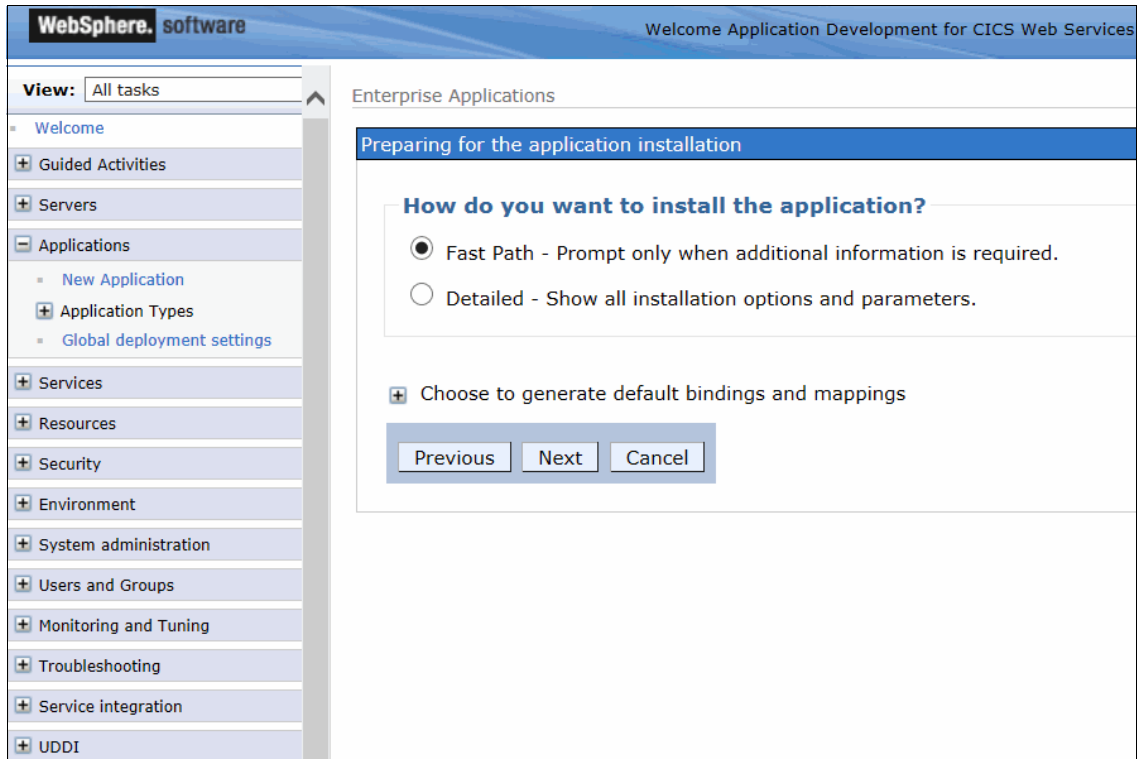 WebSphere. software
Welcome Application Development for CICS Web Services
View: All tasks
Welcome
Guided Activities
Servers
Applications
New Application
Application Types
Global deployment settings
Services
Resources
Security
Environment
System administration
Users and Groups
Monitoring and Tuning
Troubleshooting
Service integration
UDDI
Enterprise Applications
Preparing for the application installation
How do you want to install the application?
Fast Path - Prompt only when additional information is required.
Detailed - Show all installation options and parameters.
Choose to generate default bindings and mappings
Previous Next Cancel